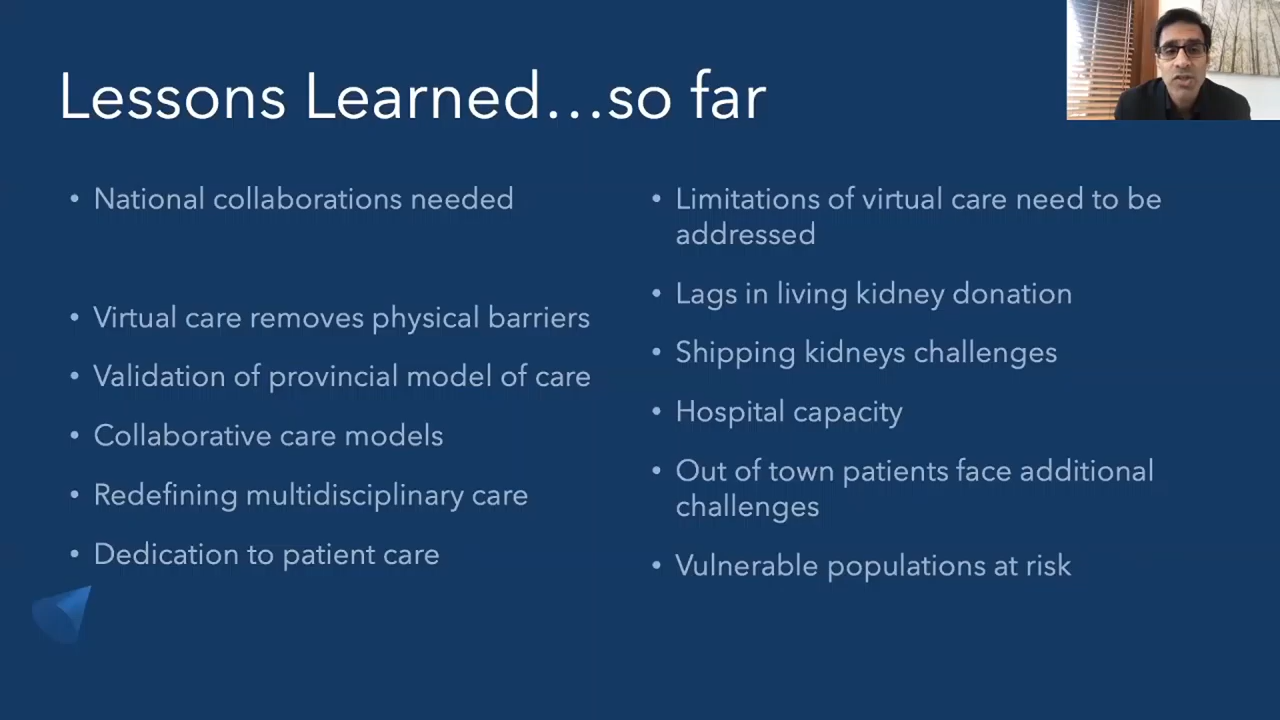 Lessons Learned...so far
• National collaborations needed
• Virtual care removes physical barriers
• Validation of provincial model of care
• Collaborative care models
• Redefining multidisciplinary care
• Dedication to patient care
• Limitations of virtual care need to be
addressed
• Lags in living kidney donation
• Shipping kidneys challenges
• Hospital capacity
• Out of town patients face additional
challenges
• Vulnerable populations at risk